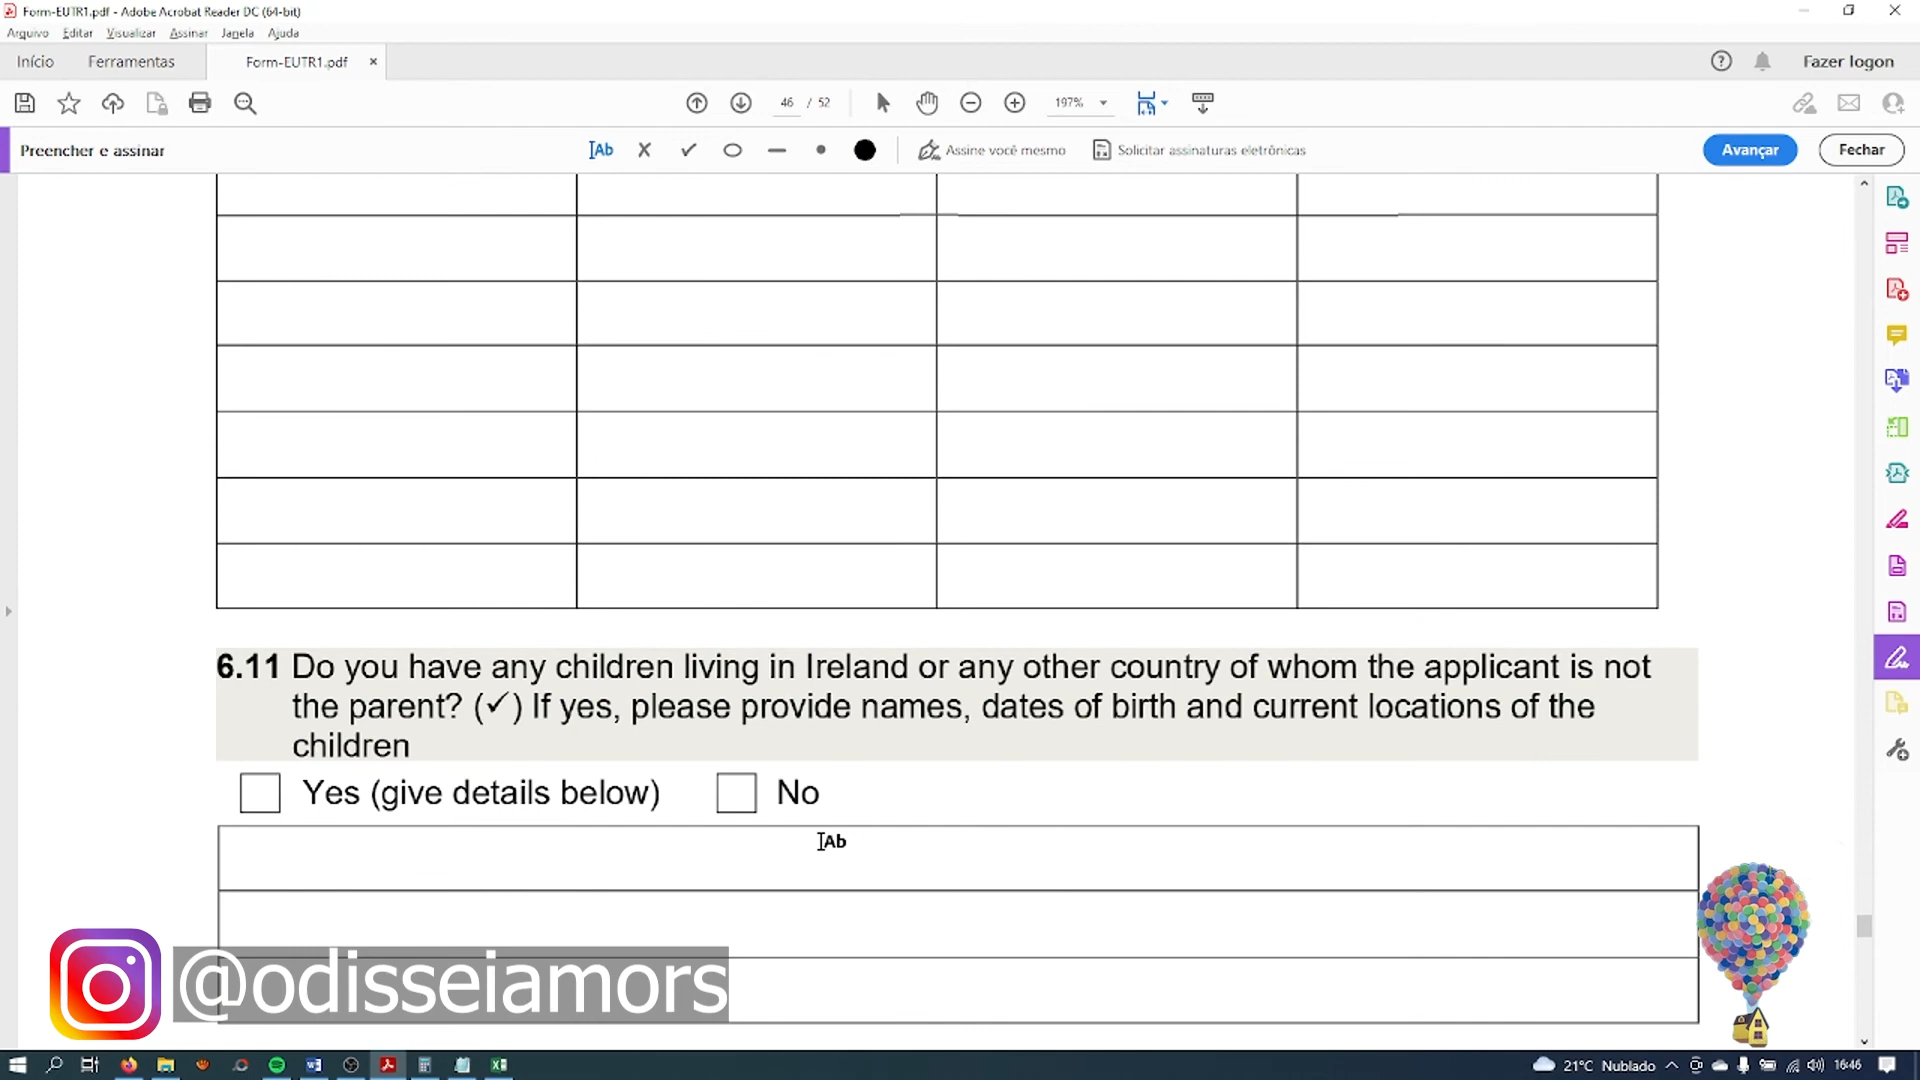 Form-EUTR1.pdf - Adobe Acrobat Reader DC (64-bit)
Arquivo Editar Visualizar Assinar Janela Ajuda
Início Ferramentas Form-EUTR1.pdf × Fazer logon
46 / 52 197%
Preencher e assinar Ab Assine você mesmo Solicitar assinaturas eletrônicas Avançar Fechar
6.11 Do you have any children living in Ireland or any other country of whom the applicant is not
the parent? (✓) If yes, please provide names, dates of birth and current locations of the
children
Yes (give details below) No
Ab
@odisseiamors
21°C Nublado 16:46